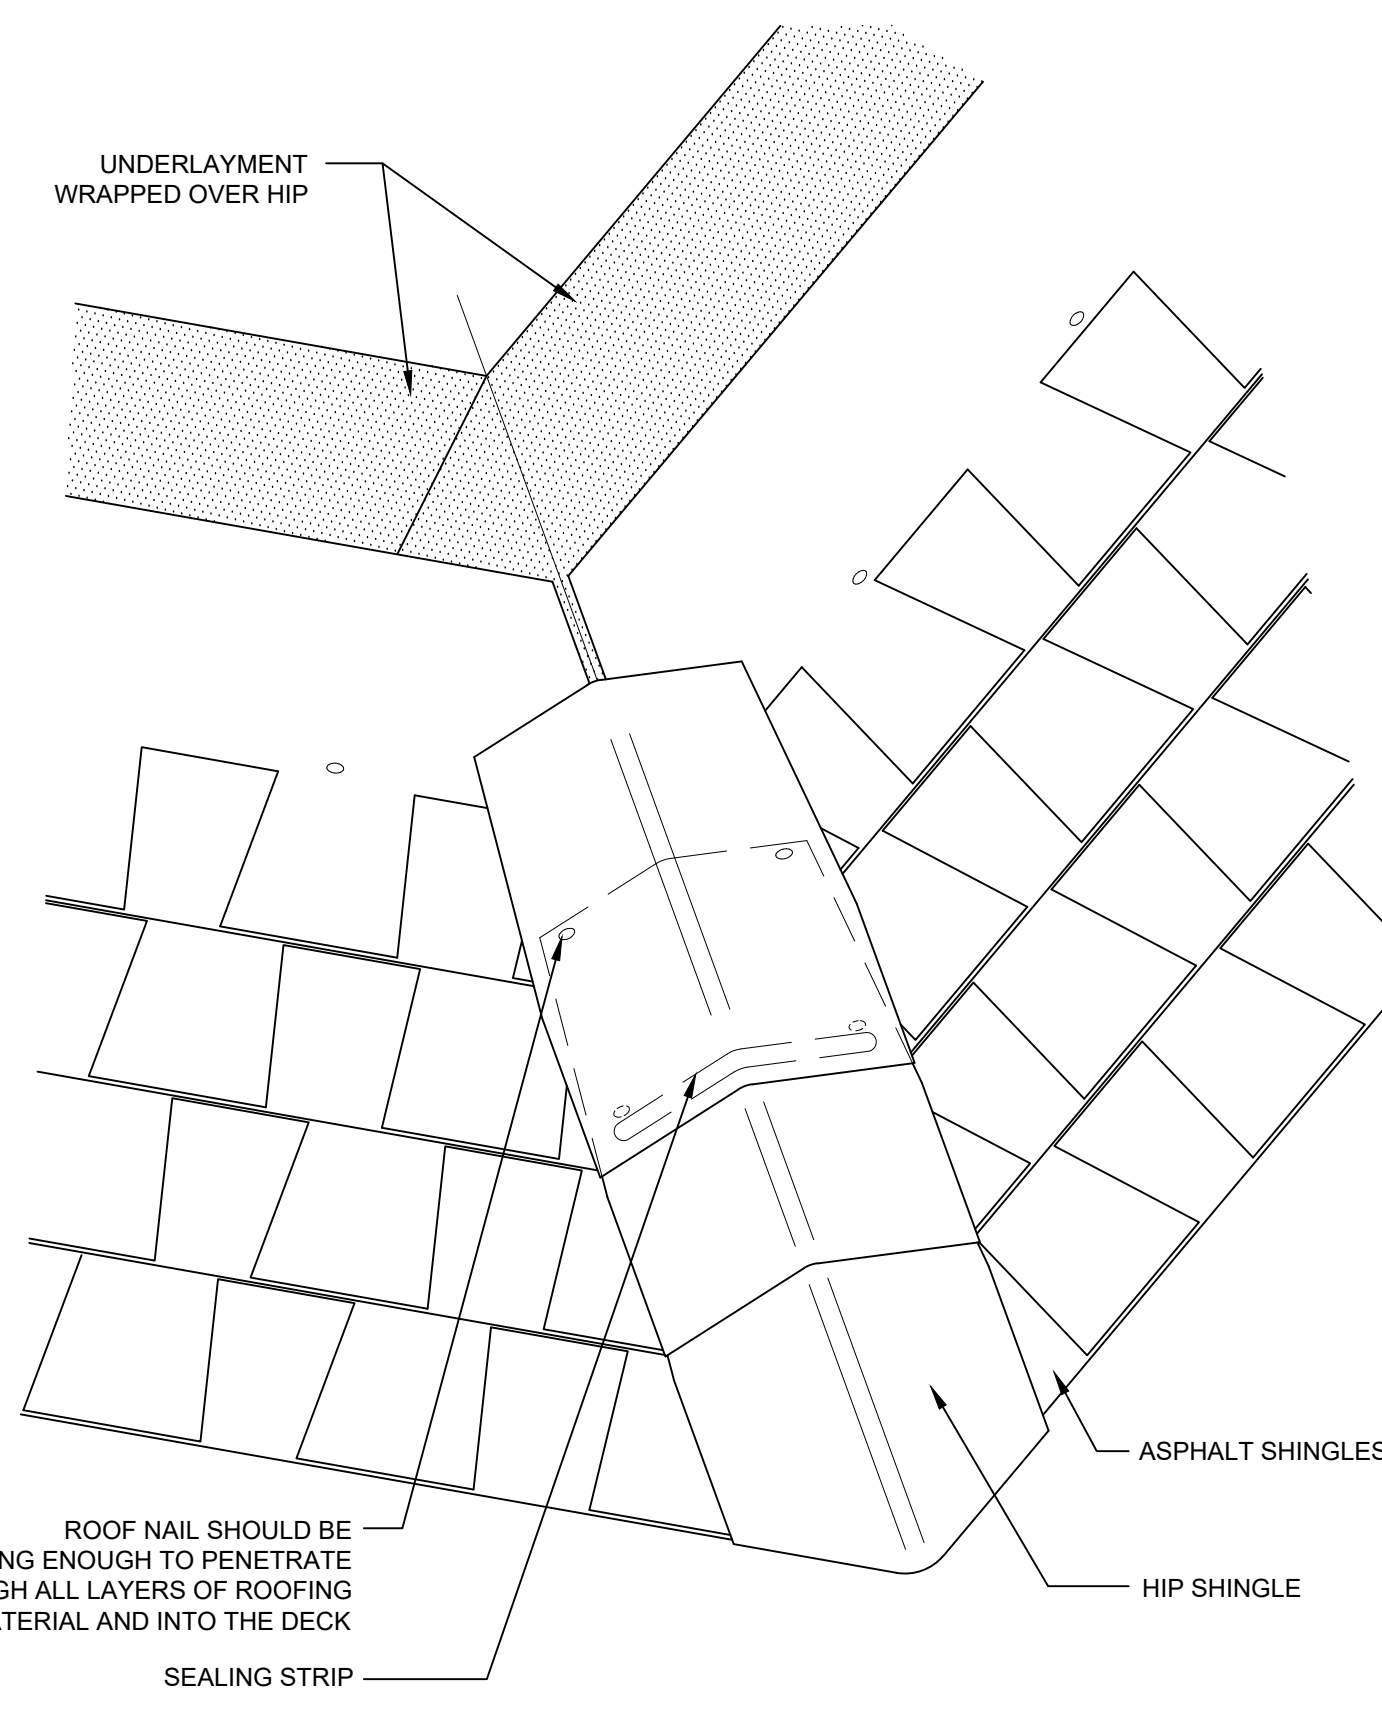 UNDERLAYMENT
WRAPPED OVER HIP
ASPHALT SHINGLES
ROOF NAIL SHOULD BE
ENOUGH TO PENETRATE
ALL LAYERS OF ROOFING
AND INTO THE DECK
HIP SHINGLE
SEALING STRIP